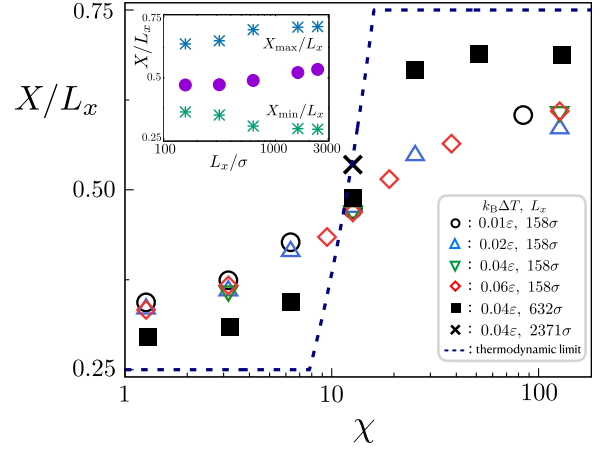 0.75
0.50
0.25
X/L_x
1
10
100
χ
0.75
0.5
0.25
X/L_x
X_max/L_x
X_min/L_x
100
1000
3000
L_x/σ
k_BΔT, L_x
: 0.01ε, 158σ
: 0.02ε, 158σ
: 0.04ε, 158σ
: 0.06ε, 158σ
: 0.04ε, 632σ
: 0.04ε, 2371σ
: thermodynamic limit